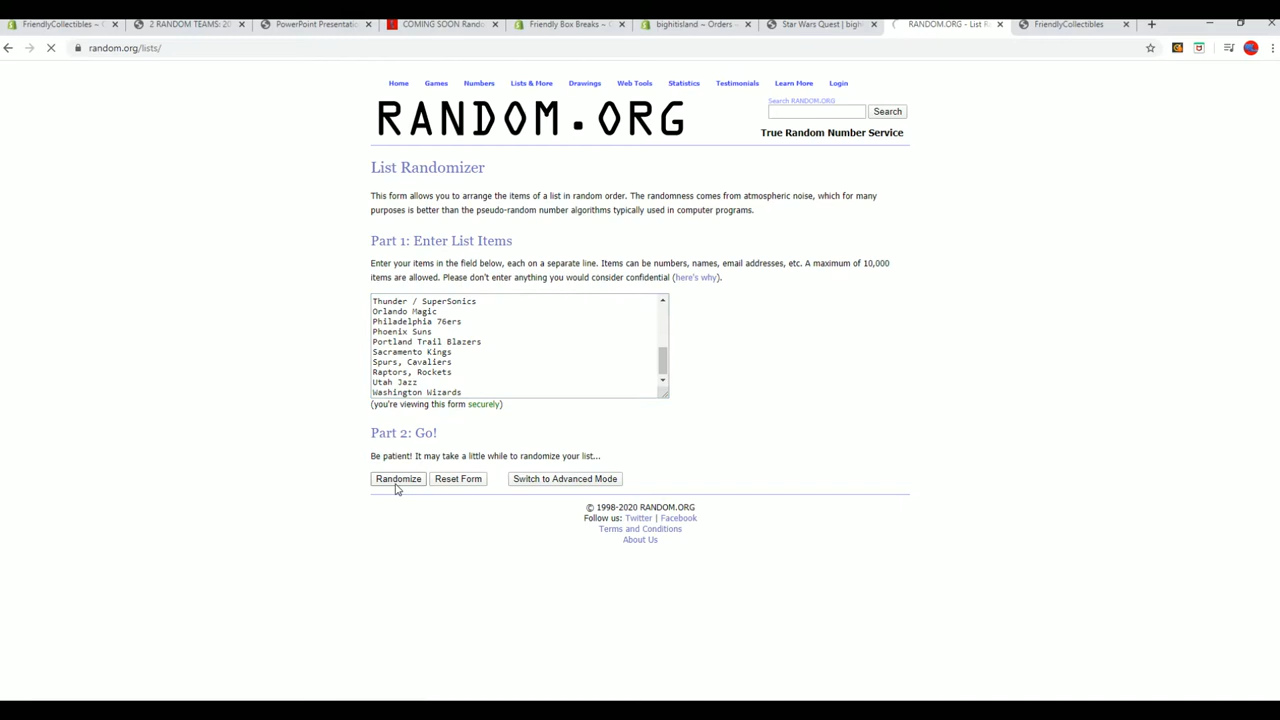 FriendlyCollectibles ~
2 RANDOM TEAMS: 20
PowerPoint Presentatio
COMING SOON Rando
Friendly Box Breaks ~
bighitisland ~ Orders ~
Star Wars Quest | bigh
RANDOM.ORG - List R
FriendlyCollectibles
random.org/lists/
Home Games Numbers Lists & More Drawings Web Tools Statistics Testimonials Learn More Login
RANDOM.ORG
Search RANDOM.ORG
Search
True Random Number Service
List Randomizer
This form allows you to arrange the items of a list in random order. The randomness comes from atmospheric noise, which for many
purposes is better than the pseudo-random number algorithms typically used in computer programs.
Part 1: Enter List Items
Enter your items in the field below, each on a separate line. Items can be numbers, names, email addresses, etc. A maximum of 10,000
items are allowed. Please don't enter anything you would consider confidential (here's why).
Thunder / SuperSonics
Orlando Magic
Philadelphia 76ers
Phoenix Suns
Portland Trail Blazers
Sacramento Kings
Spurs, Cavaliers
Raptors, Rockets
Utah Jazz
Washington Wizards
(you're viewing this form securely)
Part 2: Go!
Be patient! It may take a little while to randomize your list...
Randomize Reset Form Switch to Advanced Mode
© 1998-2020 RANDOM.ORG
Follow us: Twitter | Facebook
Terms and Conditions
About Us